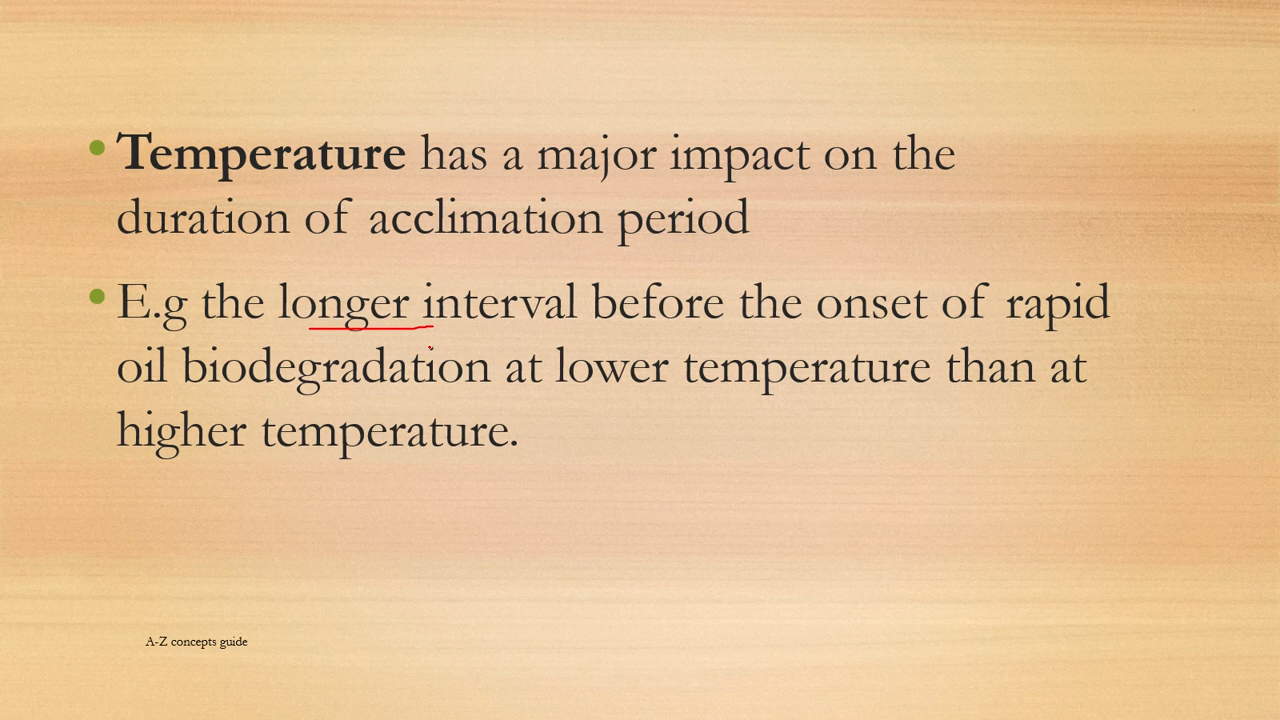 • Temperature has a major impact on the
duration of acclimation period
• E.g the longer interval before the onset of rapid
oil biodegradation at lower temperature than at
higher temperature.
A-Z concepts guide